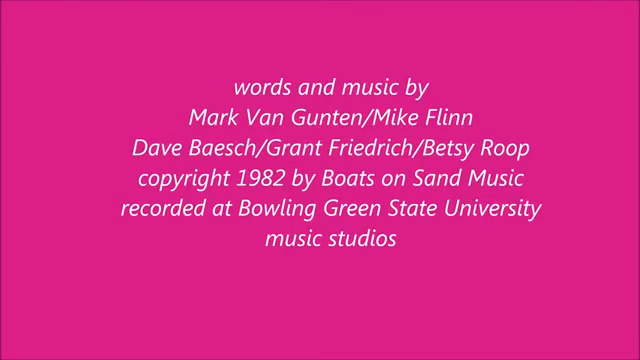 words and music by
Mark Van Gunten/Mike Flinn
Dave Baesch/Grant Friedrich/Betsy Roop
copyright 1982 by Boats on Sand Music
recorded at Bowling Green State University
music studios